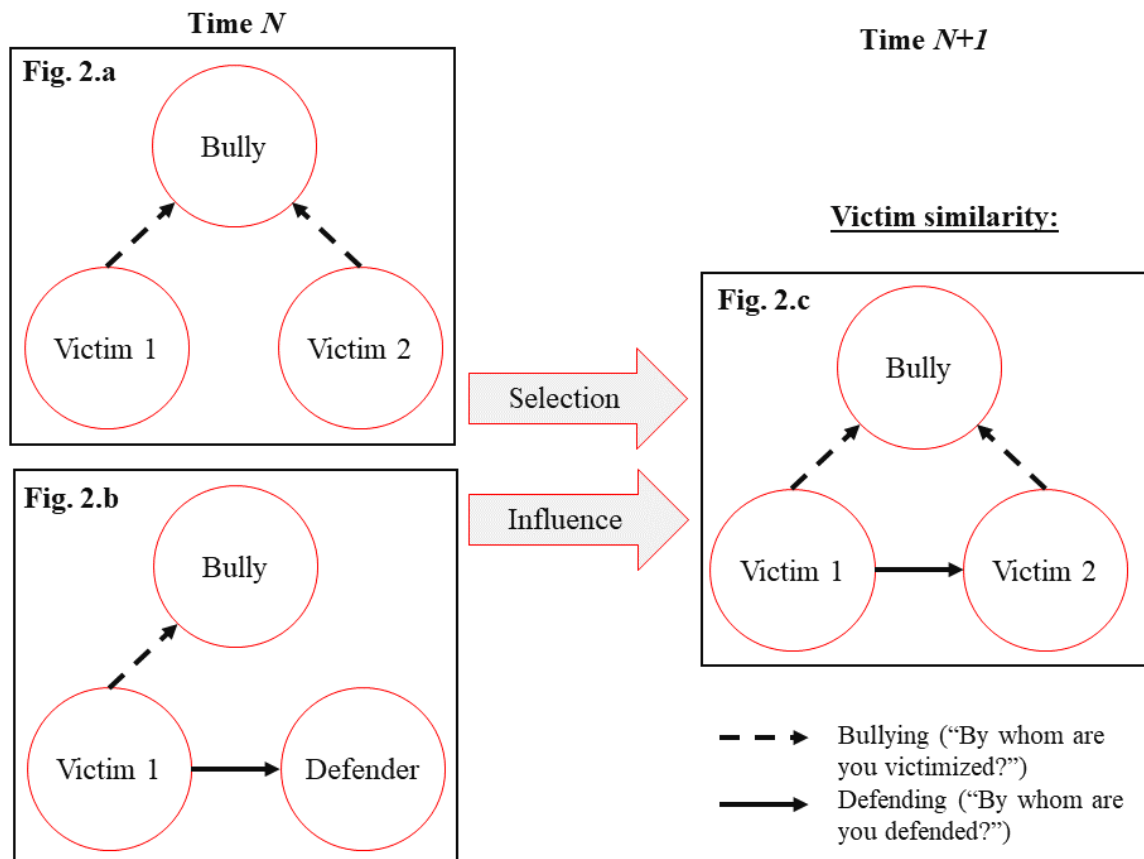 Time N
Time N+1
Fig. 2.a
Bully
Victim 1
Victim 2
Fig. 2.b
Bully
Victim 1
Defender
Selection
Influence
Victim similarity:
Fig. 2.c
Bully
Victim 1
Victim 2
Bullying (“By whom are
you victimized?”)
Defending (“By whom are
you defended?”)